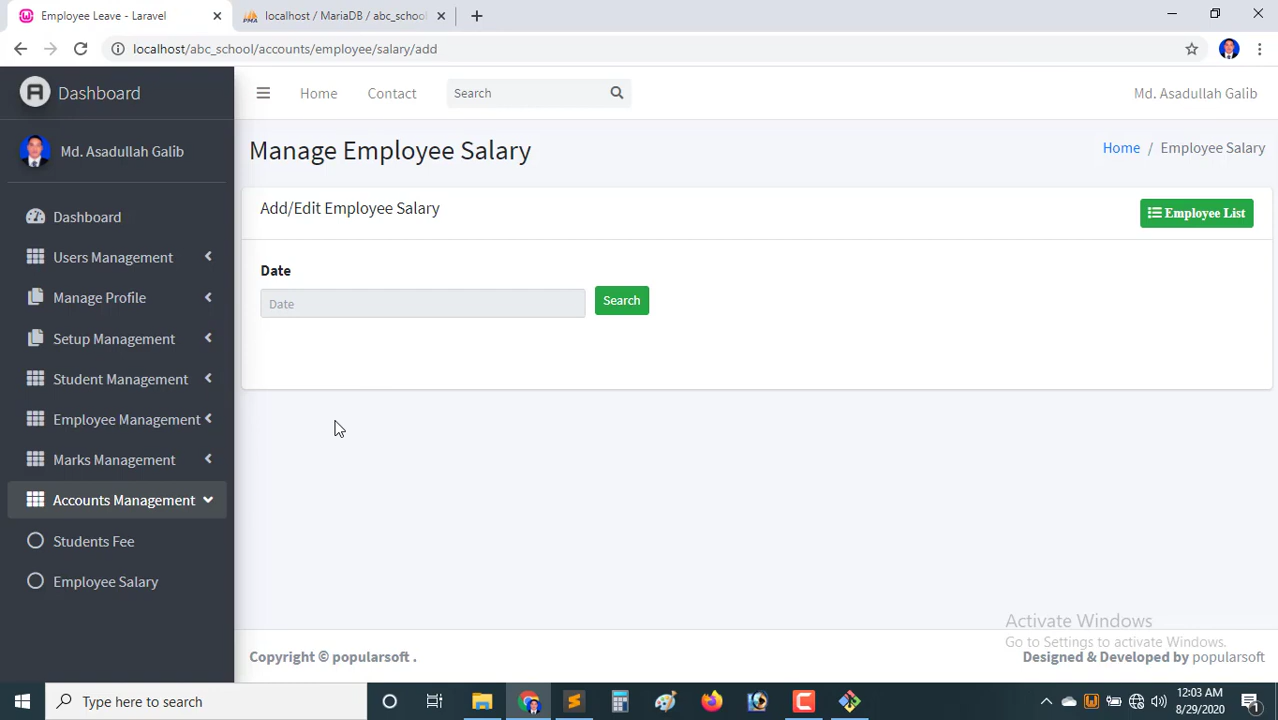 Employee Leave - Laravel
localhost / MariaDB / abc_school
localhost/abc_school/accounts/employee/salary/add
Dashboard
Home
Contact
Search
Md. Asadullah Galib
Md. Asadullah Galib
Manage Employee Salary
Home / Employee Salary
Add/Edit Employee Salary
Employee List
Dashboard
Users Management
Manage Profile
Setup Management
Student Management
Employee Management
Marks Management
Accounts Management
Students Fee
Employee Salary
Date
Date
Search
Activate Windows
Go to Settings to activate Windows.
Copyright © popularsoft .
Designed & Developed by popularsoft
Type here to search
12:03 AM
8/29/2020
1